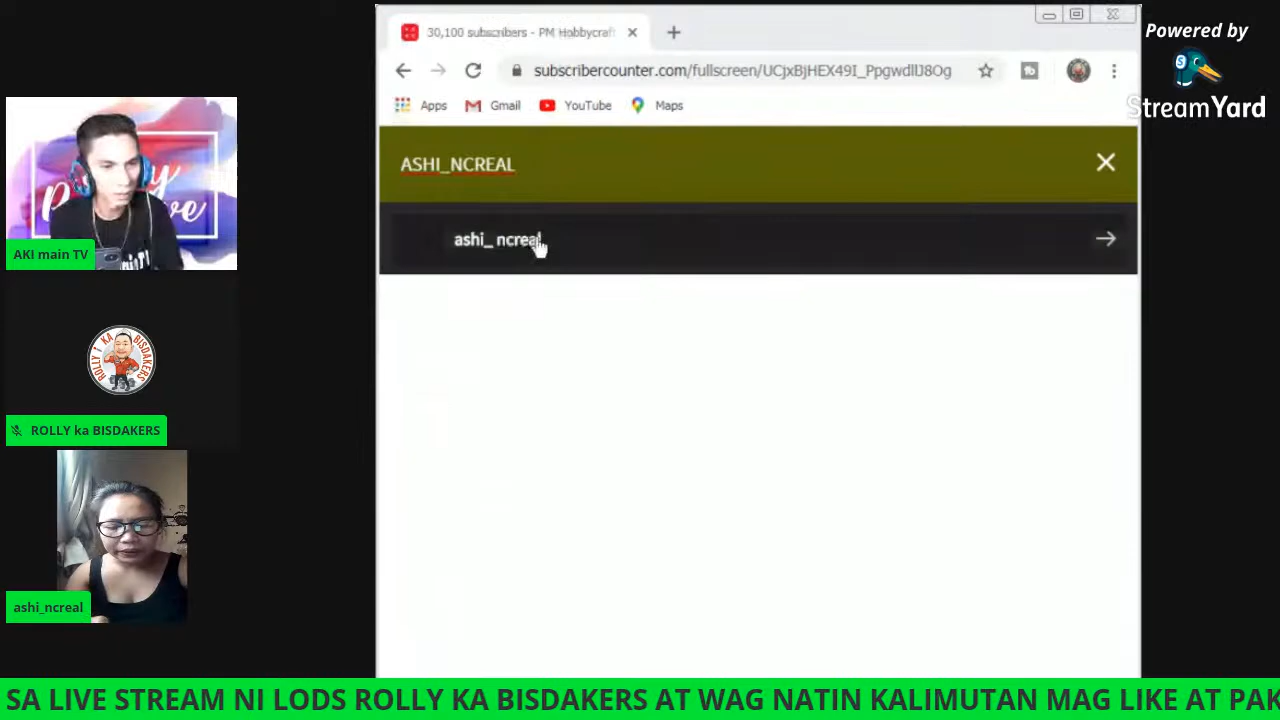 30,100 subscribers - PM Hobbycraft
Powered by
StreamYard
subscribercounter.com/fullscreen/UCjxBjHEX49I_PpgwdlIJ8Og
Apps Gmail YouTube Maps
ASHI_NCREAL
ashi_ ncreal
AKI main TV
ROLLY ka BISDAKERS
ashi_ncreal
SA LIVE STREAM NI LODS ROLLY KA BISDAKERS AT WAG NATIN KALIMUTAN MAG LIKE AT PAK